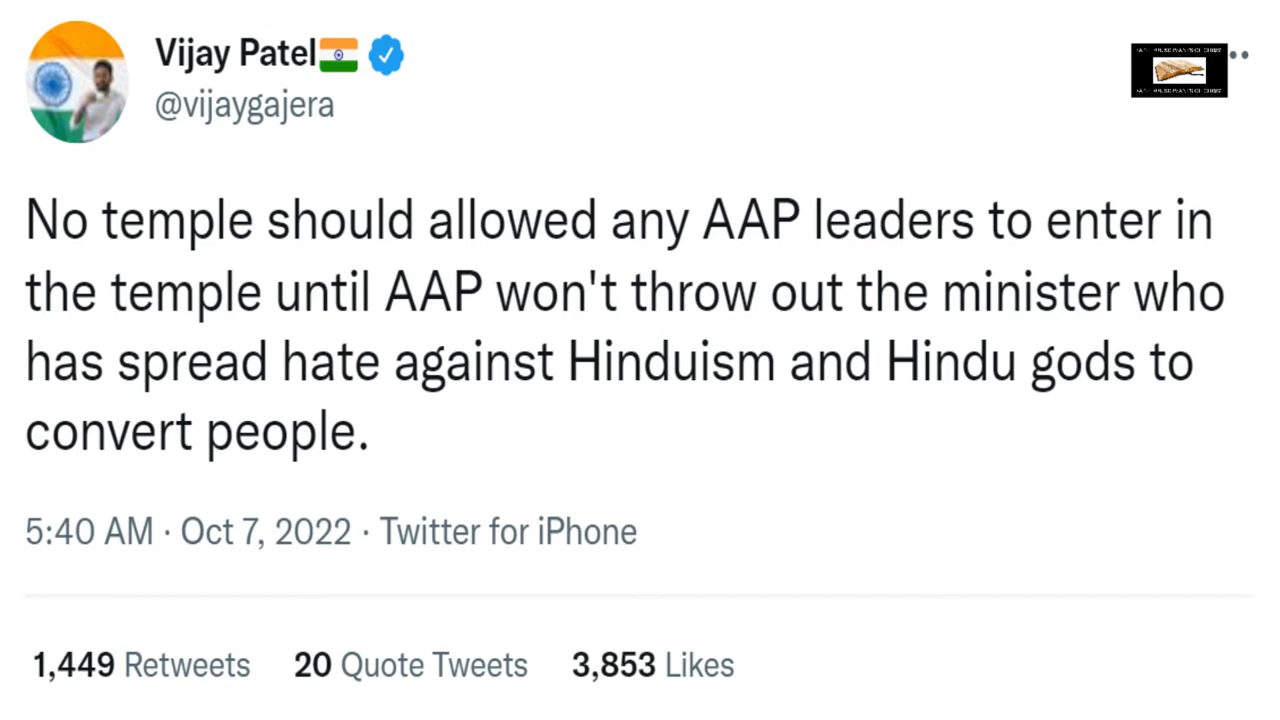 Vijay Patel
@vijaygajera
No temple should allowed any AAP leaders to enter in
the temple until AAP won't throw out the minister who
has spread hate against Hinduism and Hindu gods to
convert people.
5:40 AM · Oct 7, 2022 · Twitter for iPhone
1,449 Retweets 20 Quote Tweets 3,853 Likes